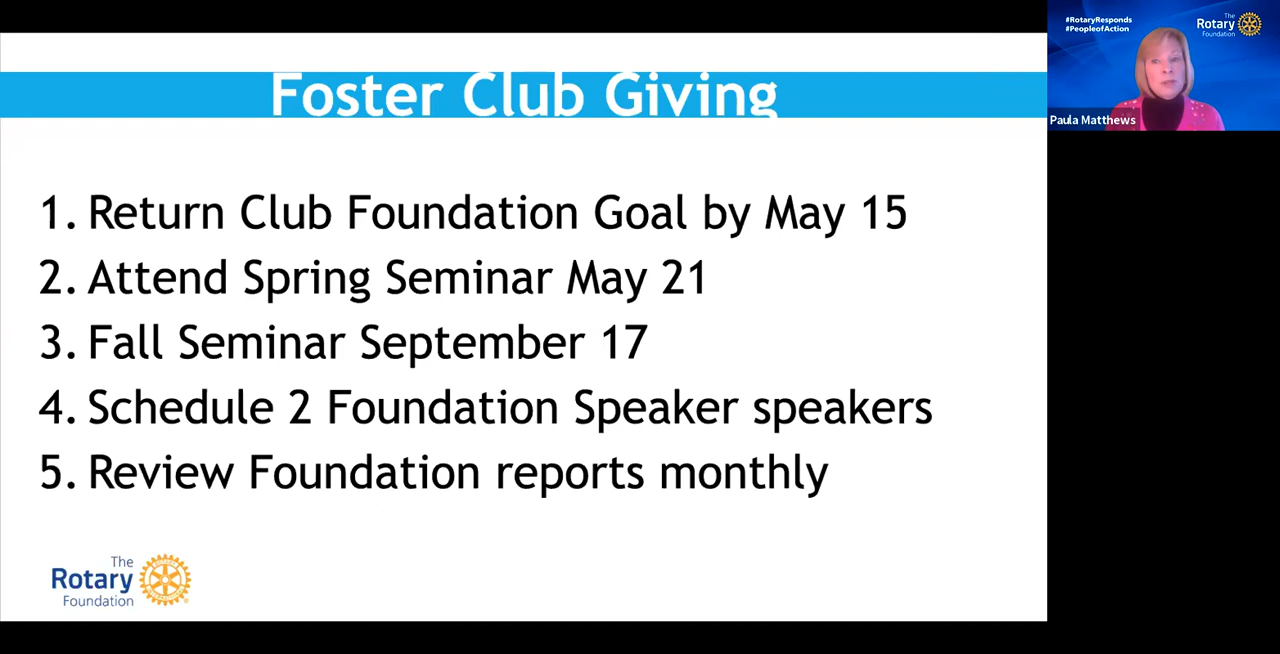 Foster Club Giving
1. Return Club Foundation Goal by May 15
2. Attend Spring Seminar May 21
3. Fall Seminar September 17
4. Schedule 2 Foundation Speaker speakers
5. Review Foundation reports monthly
The
Rotary
Foundation
#RotaryResponds
#PeopleofAction
The
Rotary
Foundation
Paula Matthews